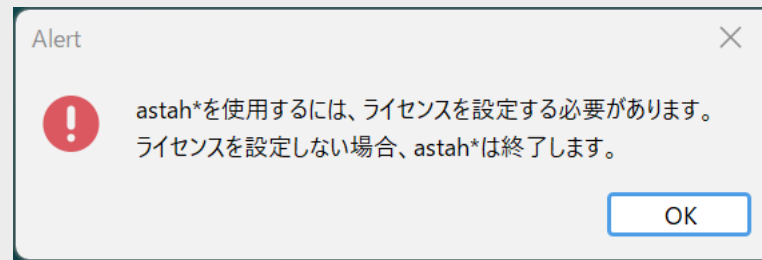 Alert
astah*を使用するには、ライセンスを設定する必要があります。
ライセンスを設定しない場合、astah*は終了します。
OK